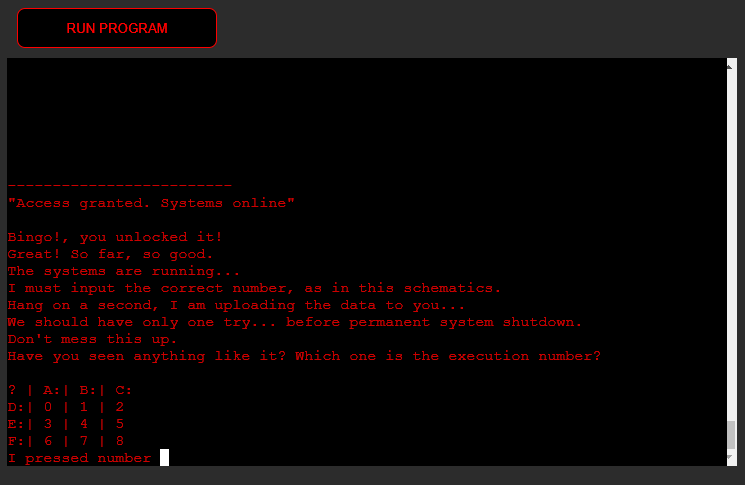 RUN PROGRAM
--------------------------
"Access granted. Systems online"
Bingo!, you unlocked it!
Great! So far, so good.
The systems are running...
I must input the correct number, as in this schematics.
Hang on a second, I am uploading the data to you...
We should have only one try... before permanent system shutdown.
Don't mess this up.
Have you seen anything like it? Which one is the execution number?
? | A:| B:| C:
D:| 0 | 1 | 2
E:| 3 | 4 | 5
F:| 6 | 7 | 8
I pressed number